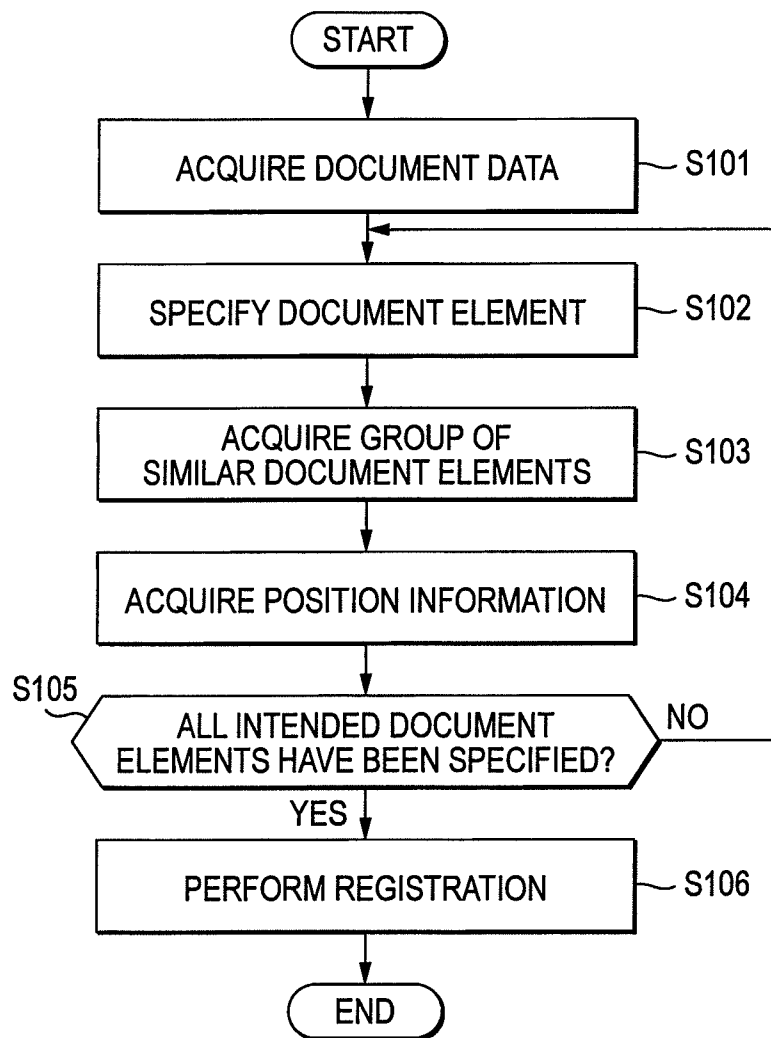 START
ACQUIRE DOCUMENT DATA
S101
SPECIFY DOCUMENT ELEMENT
S102
ACQUIRE GROUP OF
SIMILAR DOCUMENT ELEMENTS
S103
ACQUIRE POSITION INFORMATION
S104
S105
ALL INTENDED DOCUMENT
ELEMENTS HAVE BEEN SPECIFIED?
NO
YES
PERFORM REGISTRATION
S106
END